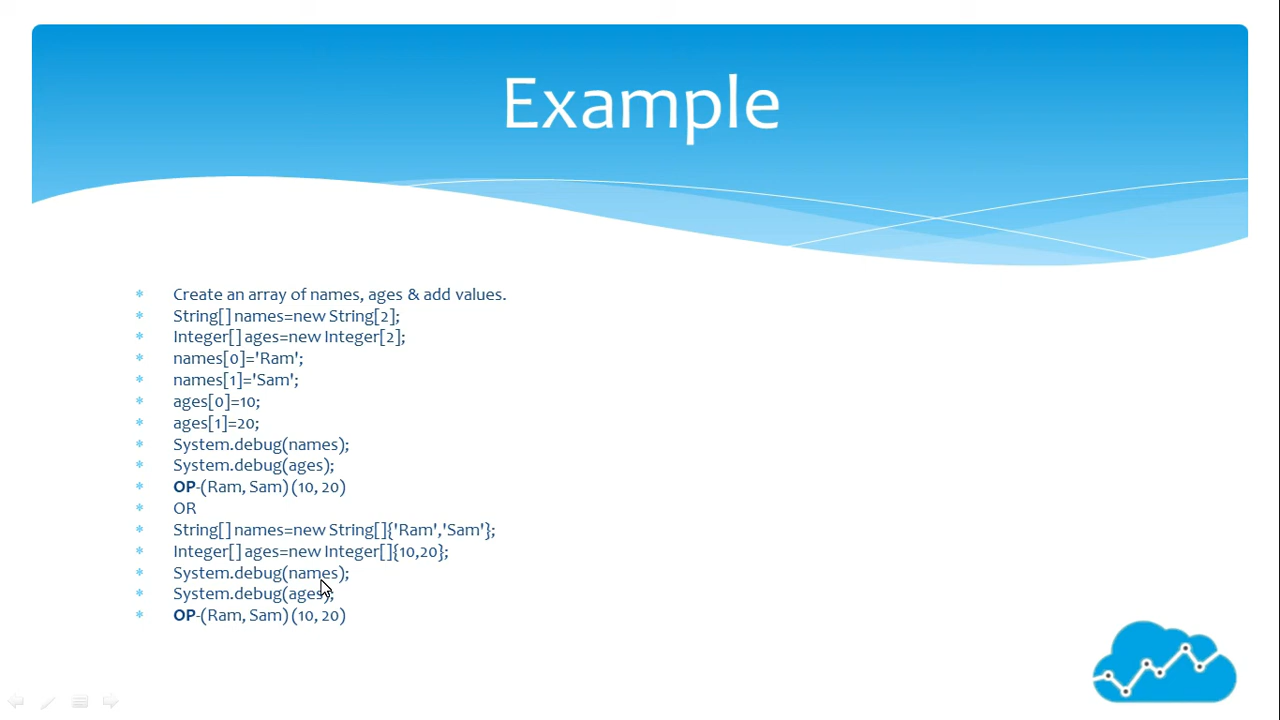 Example
Create an array of names, ages & add values.
String[] names=new String[2];
Integer[] ages=new Integer[2];
names[0]='Ram';
names[1]='Sam';
ages[0]=10;
ages[1]=20;
System.debug(names);
System.debug(ages);
OP-(Ram, Sam) (10, 20)
OR
String[] names=new String[]{'Ram','Sam'};
Integer[] ages=new Integer[]{10,20};
System.debug(names);
System.debug(ages);
OP-(Ram, Sam) (10, 20)